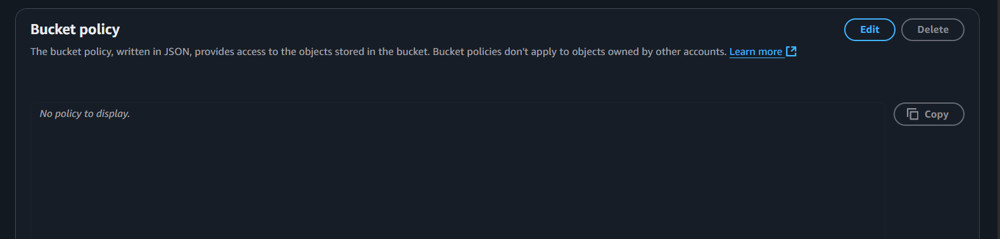 Bucket policy
Edit
Delete
The bucket policy, written in JSON, provides access to the objects stored in the bucket. Bucket policies don't apply to objects owned by other accounts. Learn more
No policy to display.
Copy